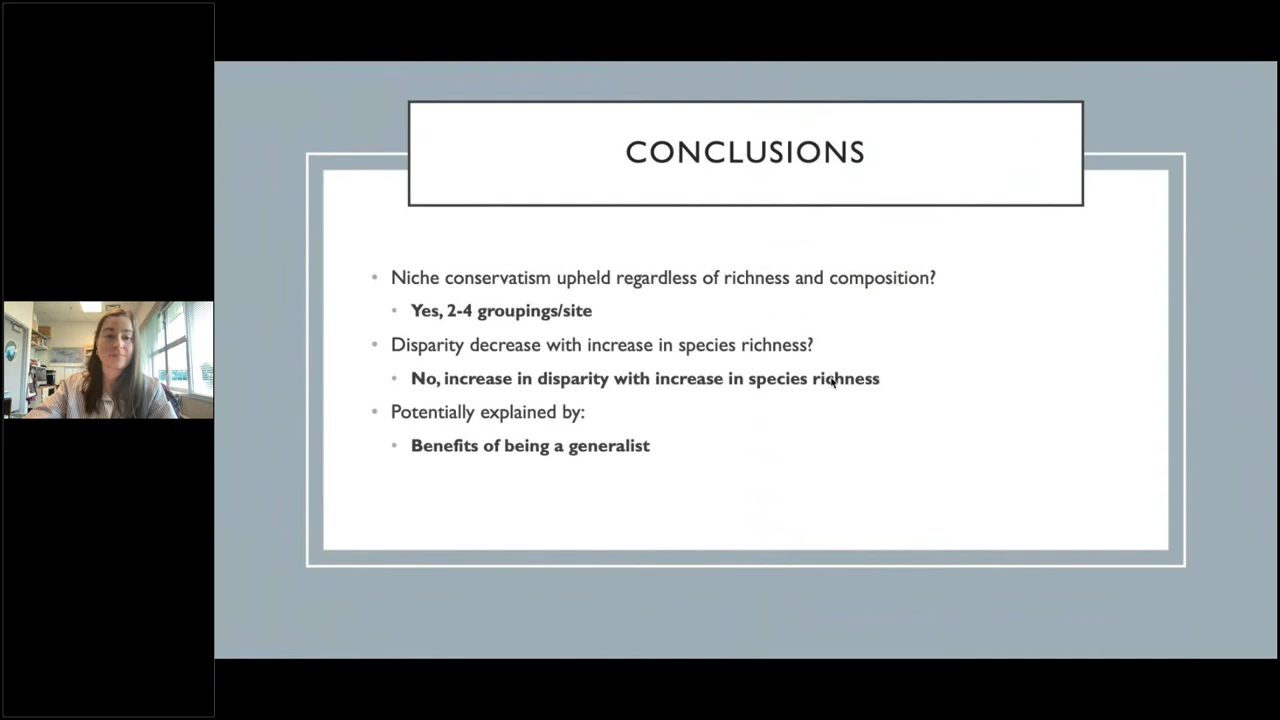 CONCLUSIONS
Niche conservatism upheld regardless of richness and composition?
Yes, 2-4 groupings/site
Disparity decrease with increase in species richness?
No, increase in disparity with increase in species richness
Potentially explained by:
Benefits of being a generalist